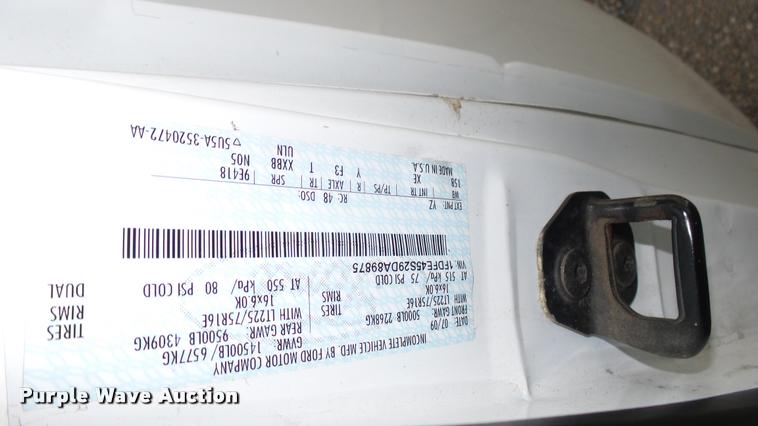 INCOMPLETE VEHICLE MFD. BY FORD MOTOR COMPANY
DATE: 07/09 GVWR: 14500LB/ 6577KG
FRONT GAWR: 5000LB 2268KG REAR GAWR: 9500LB 4309KG
WITH LT225/75R16E TIRES WITH LT225/75R16E TIRES
16x6.0K RIMS 16x6.0K RIMS
AT 515 kPa/ 75 PSI COLD AT 550 kPa/ 80 PSI COLD DUAL
VIN: 1FDFE45S29DA89875
EXT PNT: YZ RC: 48 DSO:
WB INT TR TP/PS R AXLE TR SPR 9E418
158 XE Y F3 T XXBB N05
MADE IN U.S.A. ULN
▽5U5A-3520472-AA
Purple Wave Auction